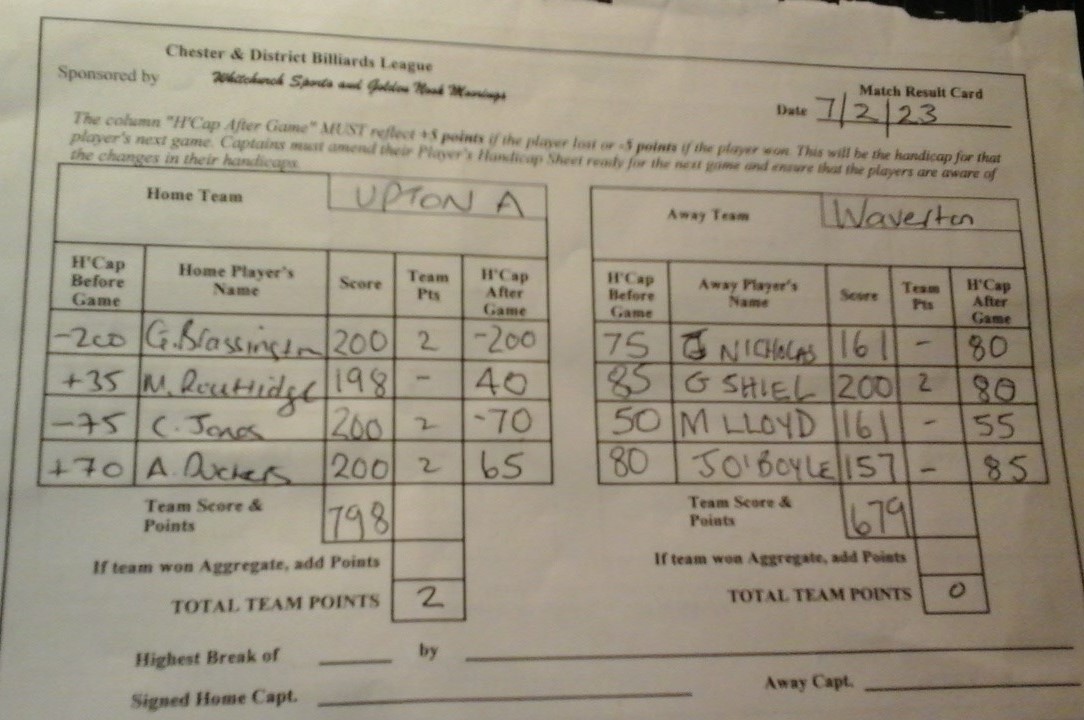 Chester & District Billiards League
Sponsored by Whitchurch Sports and Golden Nook Moorings
Match Result Card
Date 7/2/23
The column "H'Cap After Game" MUST reflect +5 points if the player lost or -5 points if the player won. This will be the handicap for that
player's next game. Captains must amend their Player's Handicap Sheet ready for the next game and ensure that the players are aware of
the changes in their handicaps.
Home Team UPTON A
H'Cap Before Game Home Player's Name Score Team Pts H'Cap After Game
-200 G.Brassington 200 2 -200
+35 M. Routlidge 198 - 40
-75 C. Jones 200 2 -70
+70 A. Duckers 200 2 65
Team Score & Points 798
If team won Aggregate, add Points
TOTAL TEAM POINTS 2
Away Team Waverton
H'Cap Before Game Away Player's Name Score Team Pts H'Cap After Game
75 J NICHOLAS 161 - 80
85 G SHIEL 200 2 80
50 M LLOYD 161 - 55
80 J O'BOYLE 157 - 85
Team Score & Points 679
If team won Aggregate, add Points
TOTAL TEAM POINTS 0
Highest Break of by
Signed Home Capt. Away Capt.